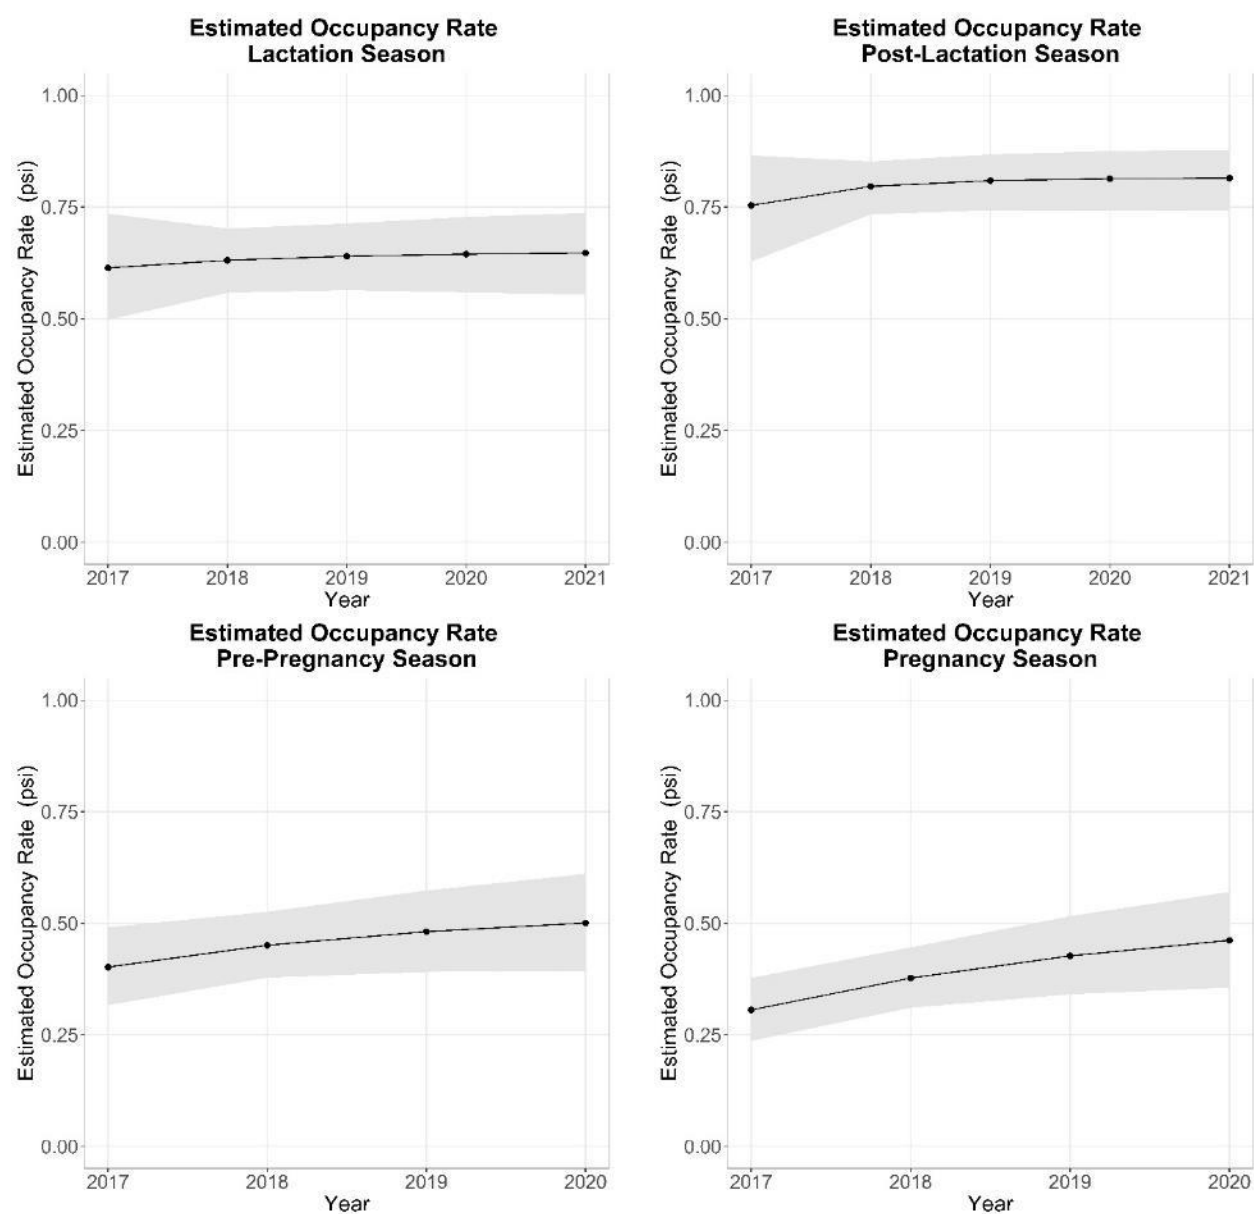 Estimated Occupancy Rate
Lactation Season
Estimated Occupancy Rate (psi)
1.00
0.75
0.50
0.25
0.00
2017 2018 2019 2020 2021
Year
Estimated Occupancy Rate
Post-Lactation Season
Estimated Occupancy Rate (psi)
1.00
0.75
0.50
0.25
0.00
2017 2018 2019 2020 2021
Year
Estimated Occupancy Rate
Pre-Pregnancy Season
Estimated Occupancy Rate (psi)
1.00
0.75
0.50
0.25
0.00
2017 2018 2019 2020
Year
Estimated Occupancy Rate
Pregnancy Season
Estimated Occupancy Rate (psi)
1.00
0.75
0.50
0.25
0.00
2017 2018 2019 2020
Year